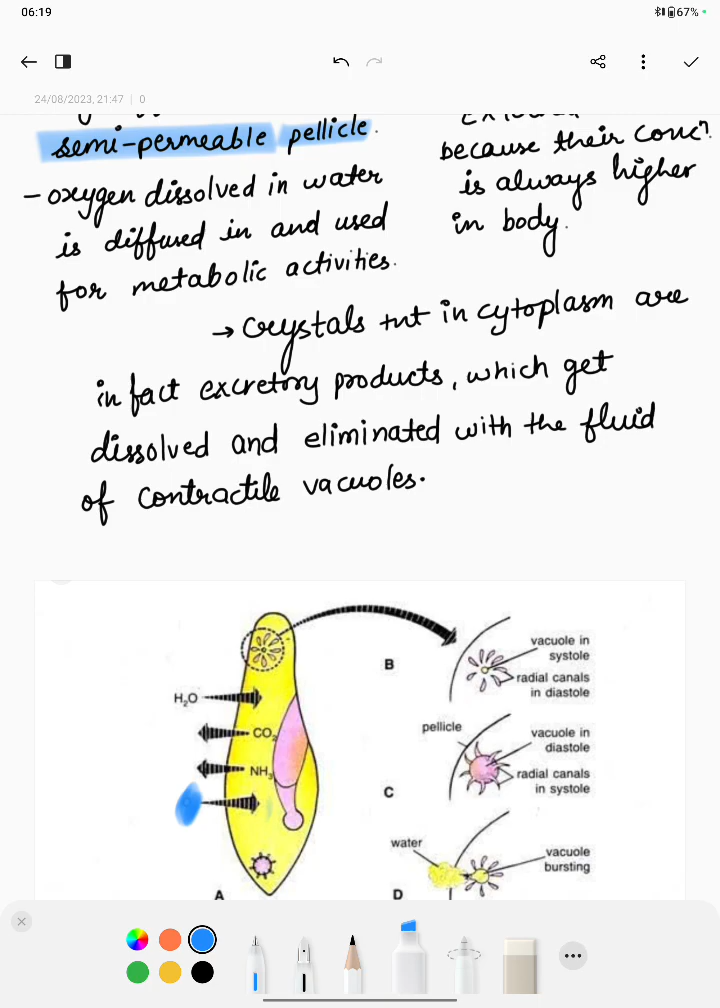 06:19
67%
24/08/2023, 21:47 | 0
semi-permeable pellicle.
- oxygen dissolved in water
is diffused in and used
for metabolic activities.
because their concn
is always higher
in body.
→ Crystals tnt in cytoplasm are
in fact excretory products, which get
dissolved and eliminated with the fluid
of contractile vacuoles.
H₂O
CO₂
NH₃
A
B
vacuole in
systole
radial canals
in diastole
pellicle
vacuole in
diastole
radial canals
in systole
C
water
vacuole
bursting
D